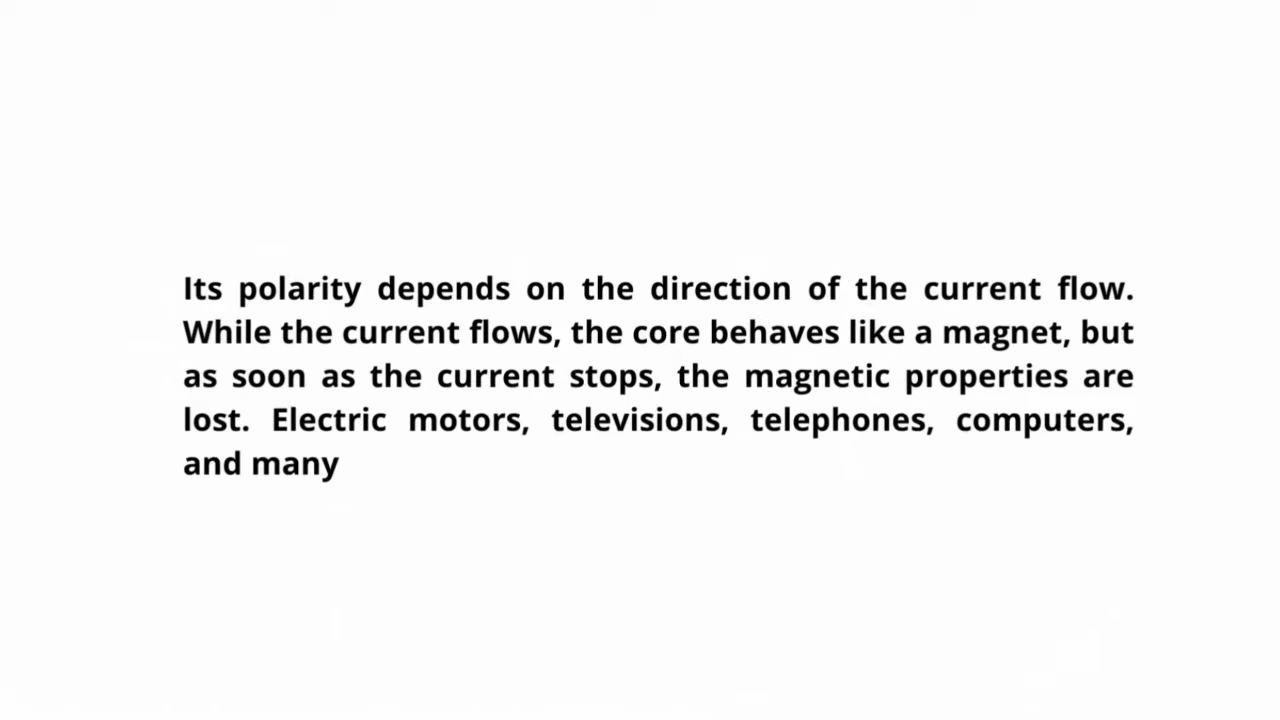 Its polarity depends on the direction of the current flow.
While the current flows, the core behaves like a magnet, but
as soon as the current stops, the magnetic properties are
lost. Electric motors, televisions, telephones, computers,
and many